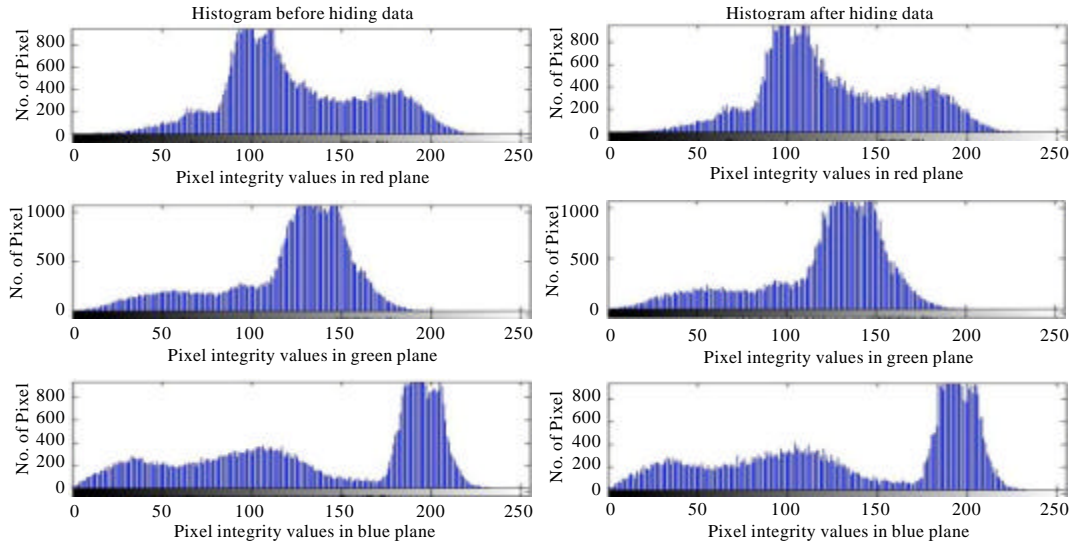 Histogram before hiding data
No. of Pixel
800
600
400
200
0
0 50 100 150 200 250
Pixel integrity values in red plane
Histogram after hiding data
No. of Pixel
800
600
400
200
0
0 50 100 150 200 250
Pixel integrity values in red plane
No. of Pixel
1000
500
0
0 50 100 150 200 250
Pixel integrity values in green plane
No. of Pixel
1000
500
0
0 50 100 150 200 250
Pixel integrity values in green plane
No. of Pixel
800
600
400
200
0
0 50 100 150 200 250
Pixel integrity values in blue plane
No. of Pixel
800
600
400
200
0
0 50 100 150 200 250
Pixel integrity values in blue plane